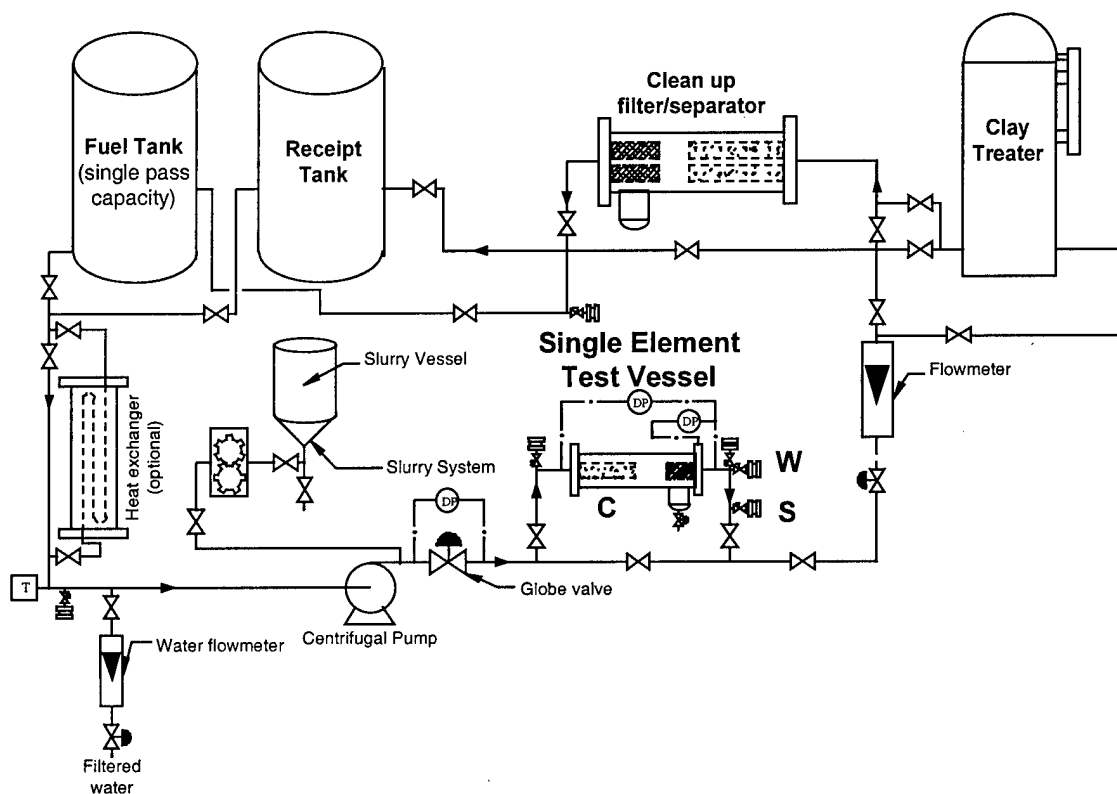 Fuel Tank
(single pass
capacity)
Receipt
Tank
Clean up
filter/separator
Clay
Treater
Single Element
Test Vessel
Slurry Vessel
Flowmeter
DP
DP
Heat exchanger
(optional)
Slurry System
W
C
S
DP
Globe valve
T
Centrifugal Pump
Water flowmeter
Filtered
water